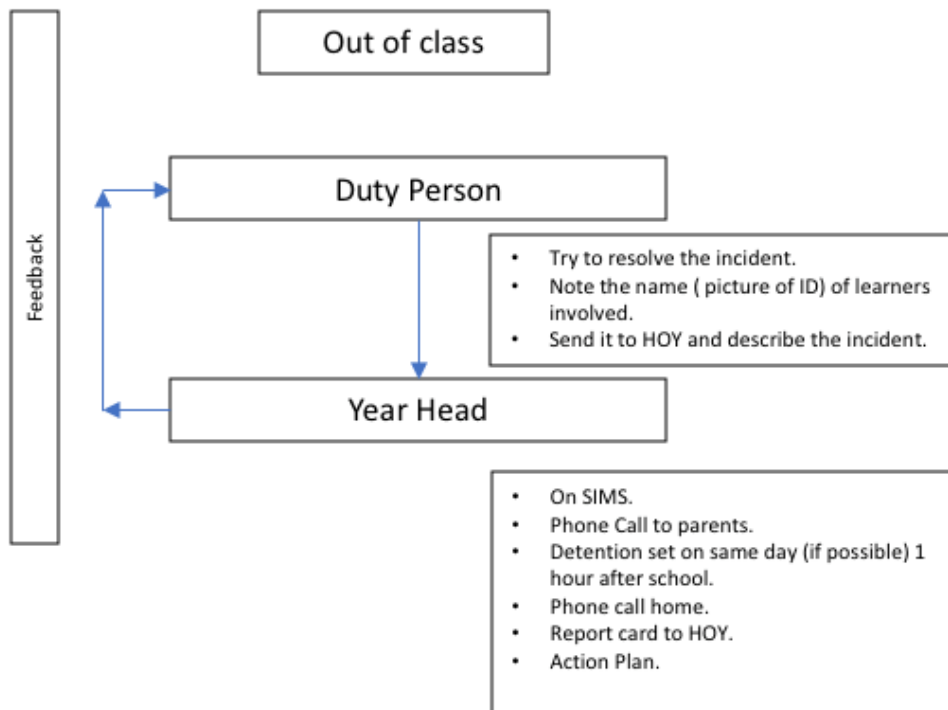 Out of class
Feedback
Duty Person
• Try to resolve the incident.
• Note the name ( picture of ID) of learners
involved.
• Send it to HOY and describe the incident.
Year Head
• On SIMS.
• Phone Call to parents.
• Detention set on same day (if possible) 1
hour after school.
• Phone call home.
• Report card to HOY.
• Action Plan.